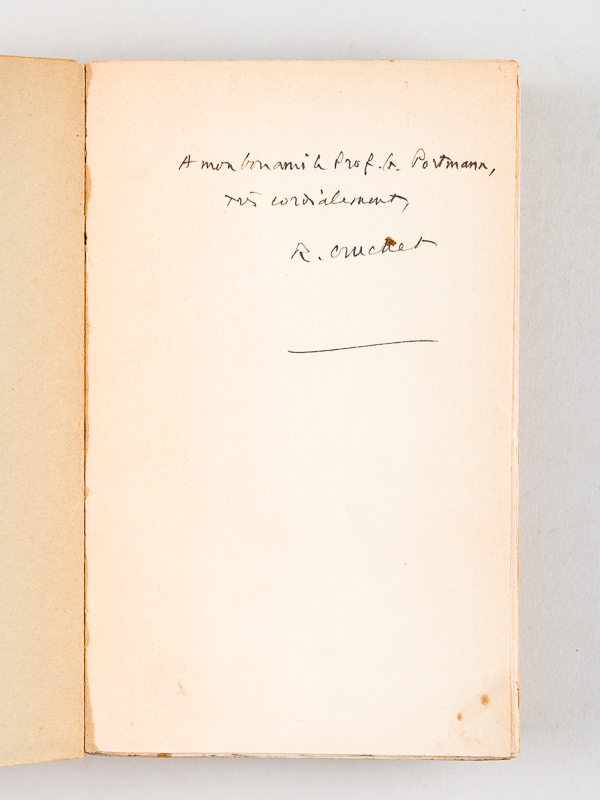 A mon bon ami le Prof. G. Portmann,
très cordialement,
R. Cruchet